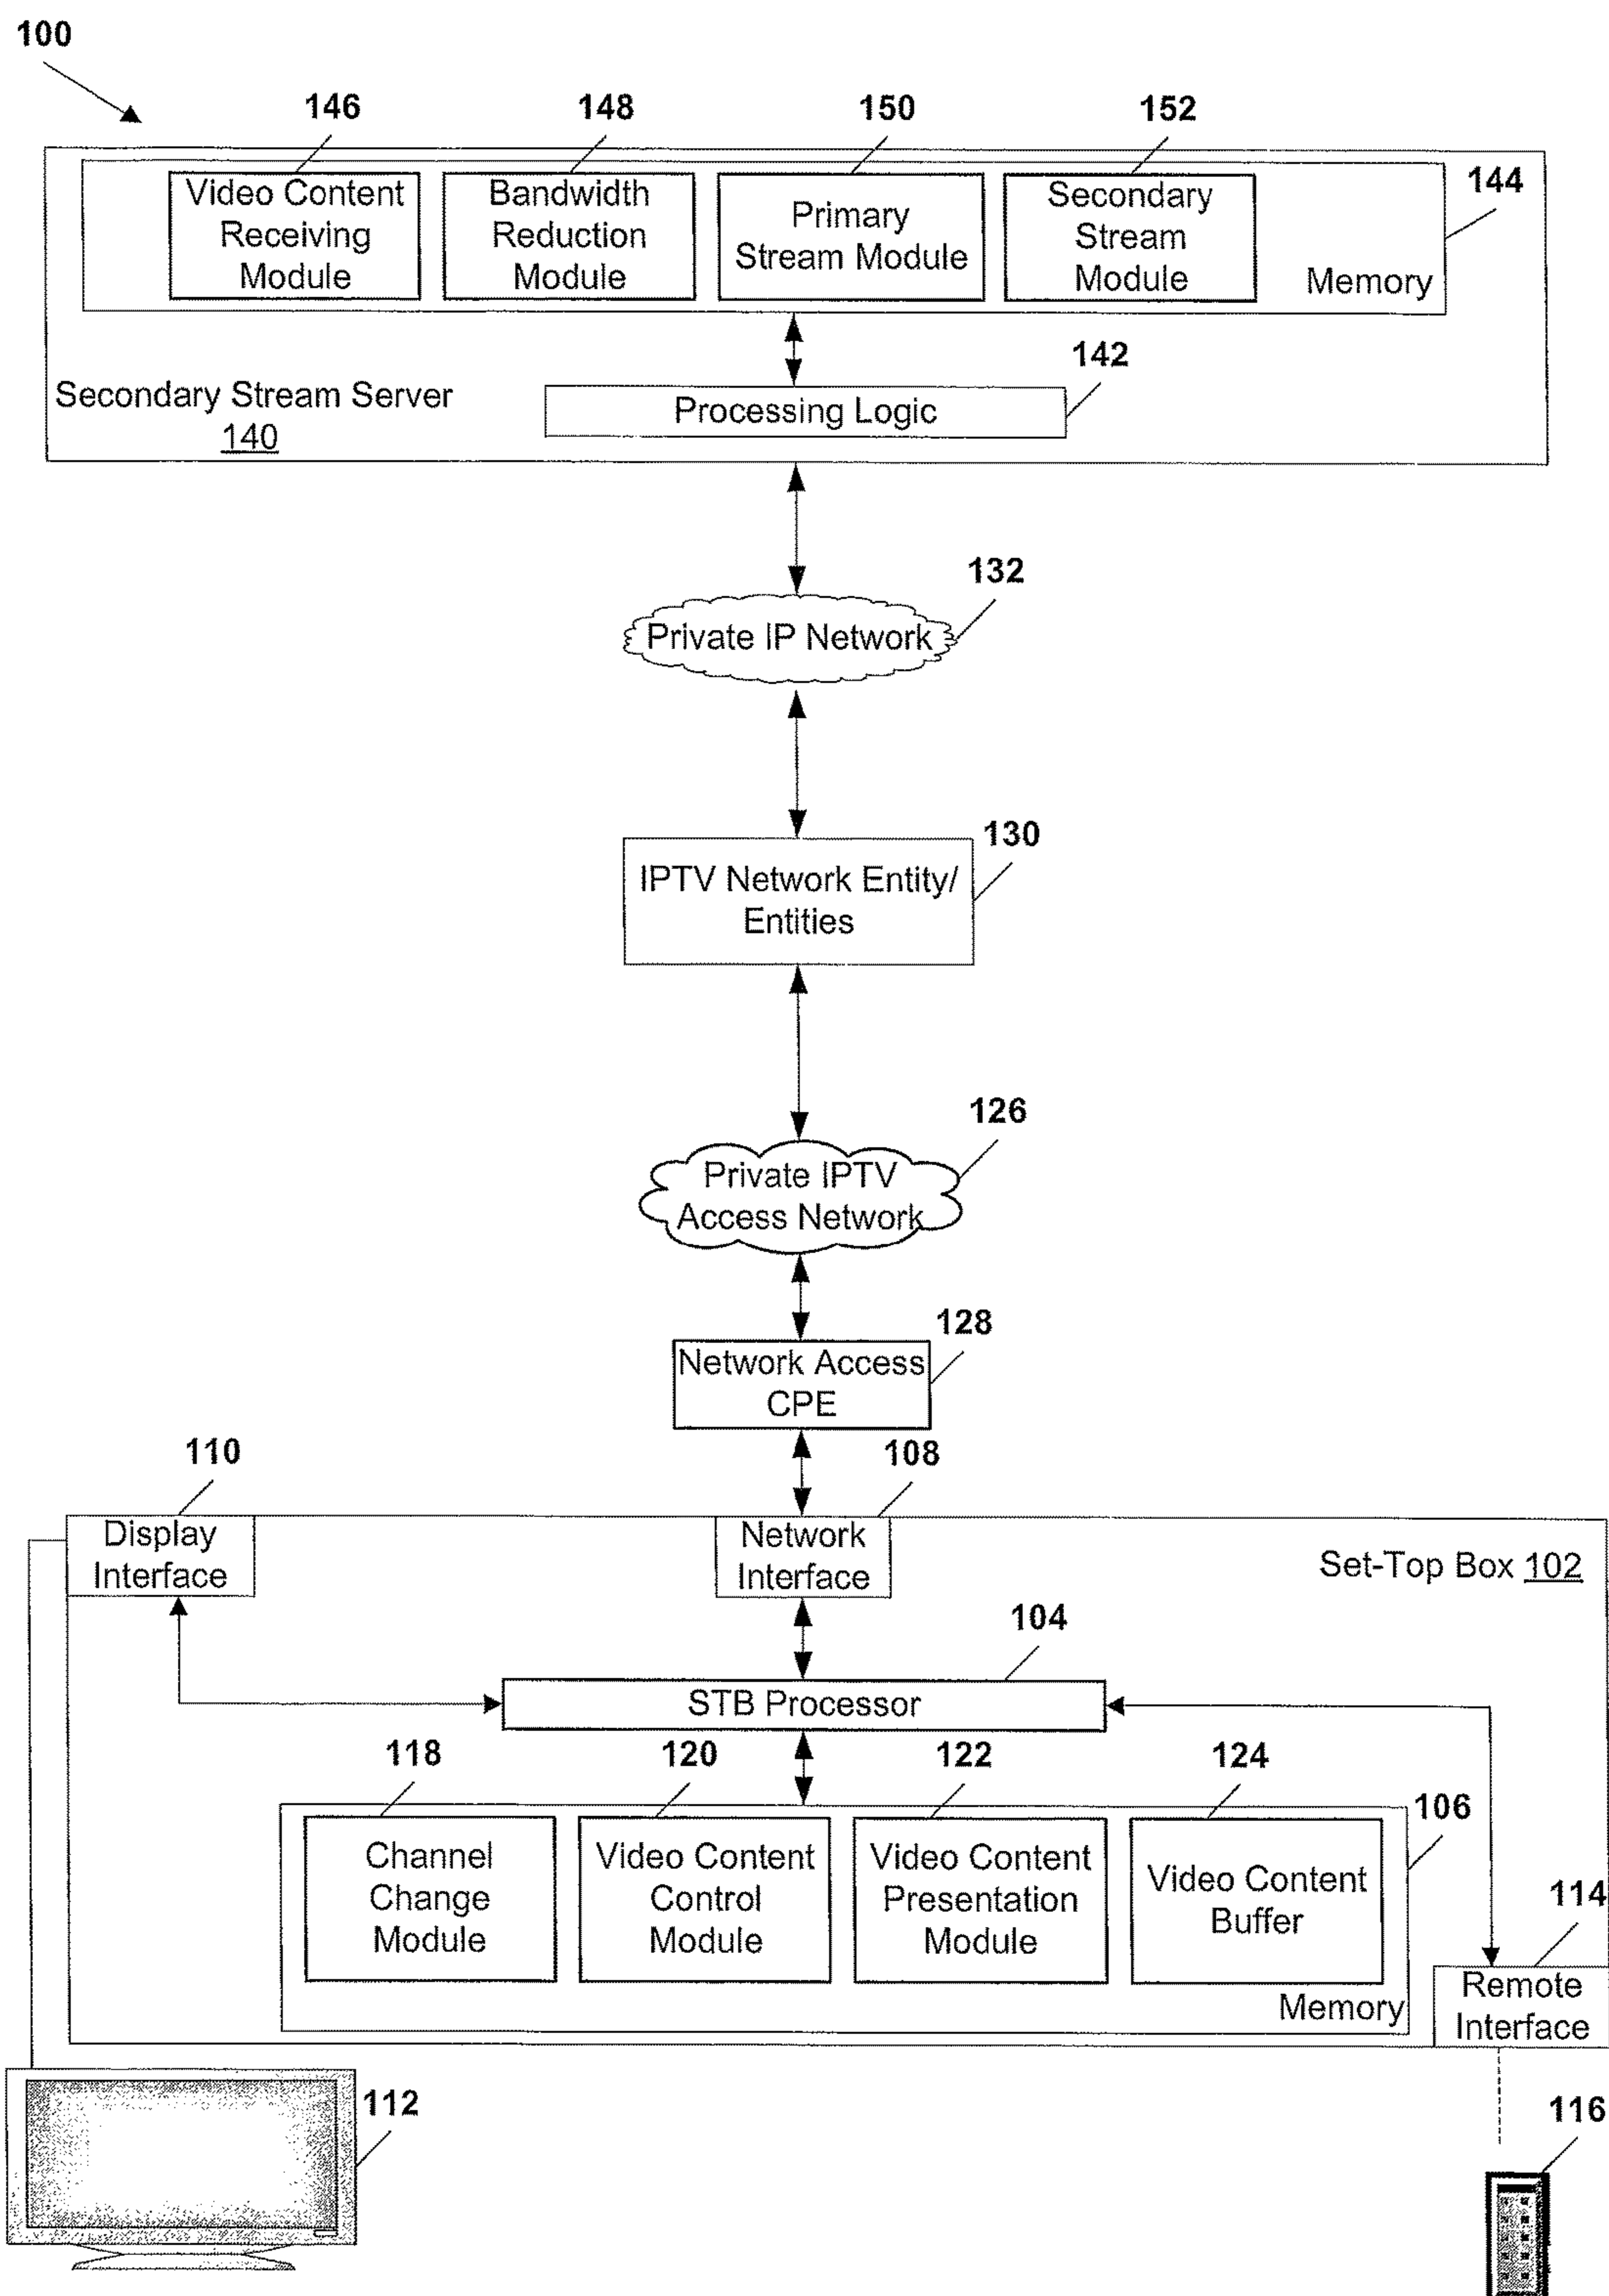 100
146
148
150
152
Video Content
Receiving
Module
Bandwidth
Reduction
Module
Primary
Stream Module
Secondary
Stream
Module
144
Memory
142
Secondary Stream Server
140
Processing Logic
132
Private IP Network
130
IPTV Network Entity/
Entities
126
Private IPTV
Access Network
128
Network Access
CPE
110
108
Display
Interface
Network
Interface
Set-Top Box 102
104
STB Processor
118
120
122
124
106
Channel
Change
Module
Video Content
Control
Module
Video Content
Presentation
Module
Video Content
Buffer
Memory
114
Remote
Interface
112
116